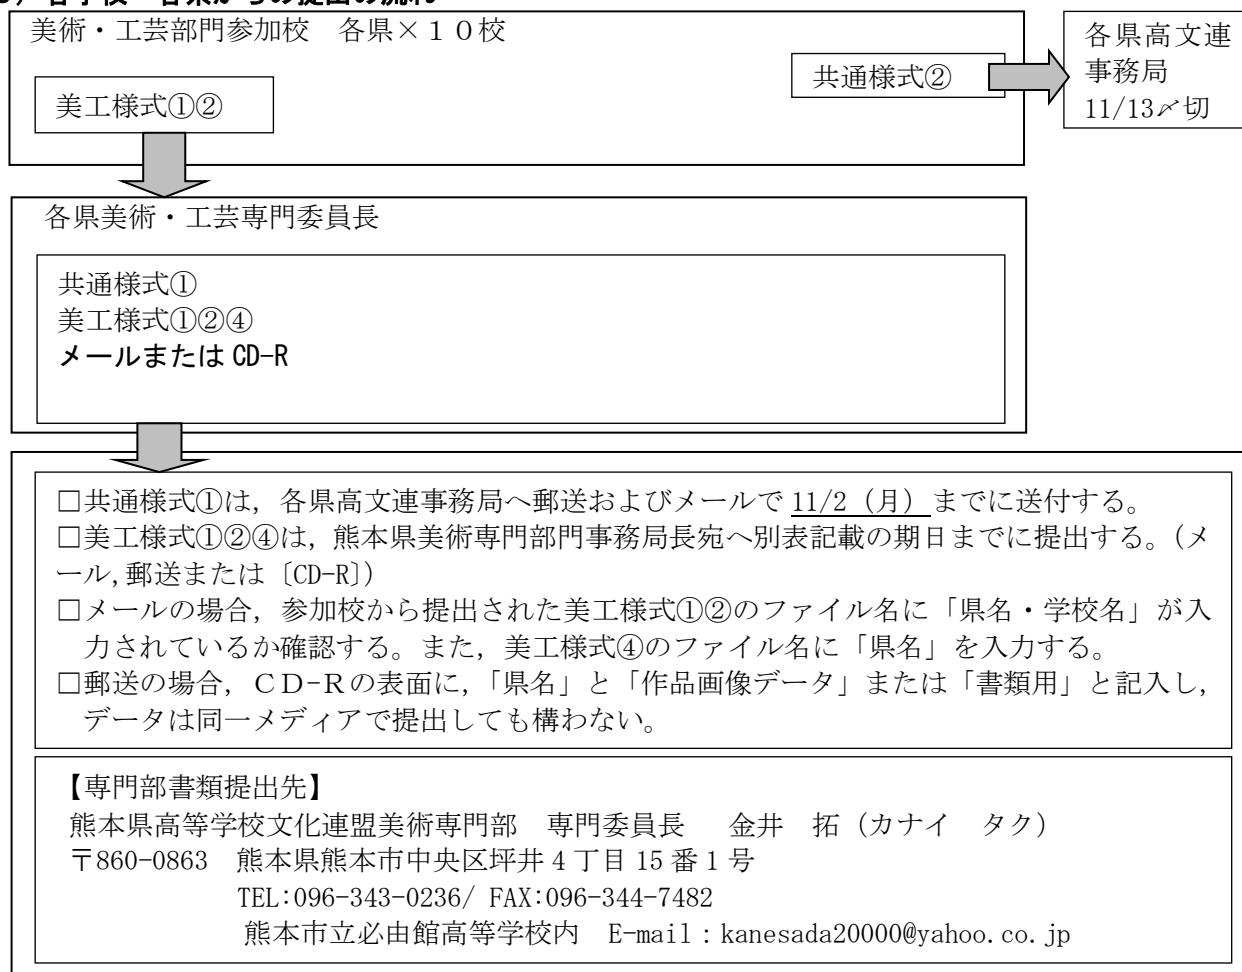 美術・工芸部門参加校　各県×１０校
美工様式①②
共通様式②
各県高文連
事務局
11/13〆切
各県美術・工芸専門委員長
共通様式①
美工様式①②④
メールまたは CD-R
□共通様式①は，各県高文連事務局へ郵送およびメールで 11/2（月）までに送付する。
□美工様式①②④は，熊本県美術専門部門事務局長宛へ別表記載の期日までに提出する。（メ
ール,郵送または〔CD-R〕）
□メールの場合，参加校から提出された美工様式①②のファイル名に「県名・学校名」が入
力されているか確認する。また，美工様式④のファイル名に「県名」を入力する。
□郵送の場合，ＣＤ-Ｒの表面に，「県名」と「作品画像データ」または「書類用」と記入し，
データは同一メディアで提出しても構わない。
【専門部書類提出先】
熊本県高等学校文化連盟美術専門部　専門委員長　　金井　拓（カナイ　タク）
〒860-0863　熊本県熊本市中央区坪井 4 丁目 15 番 1 号
TEL:096-343-0236/ FAX:096-344-7482
熊本市立必由館高等学校内　E-mail：kanesada20000@yahoo.co.jp